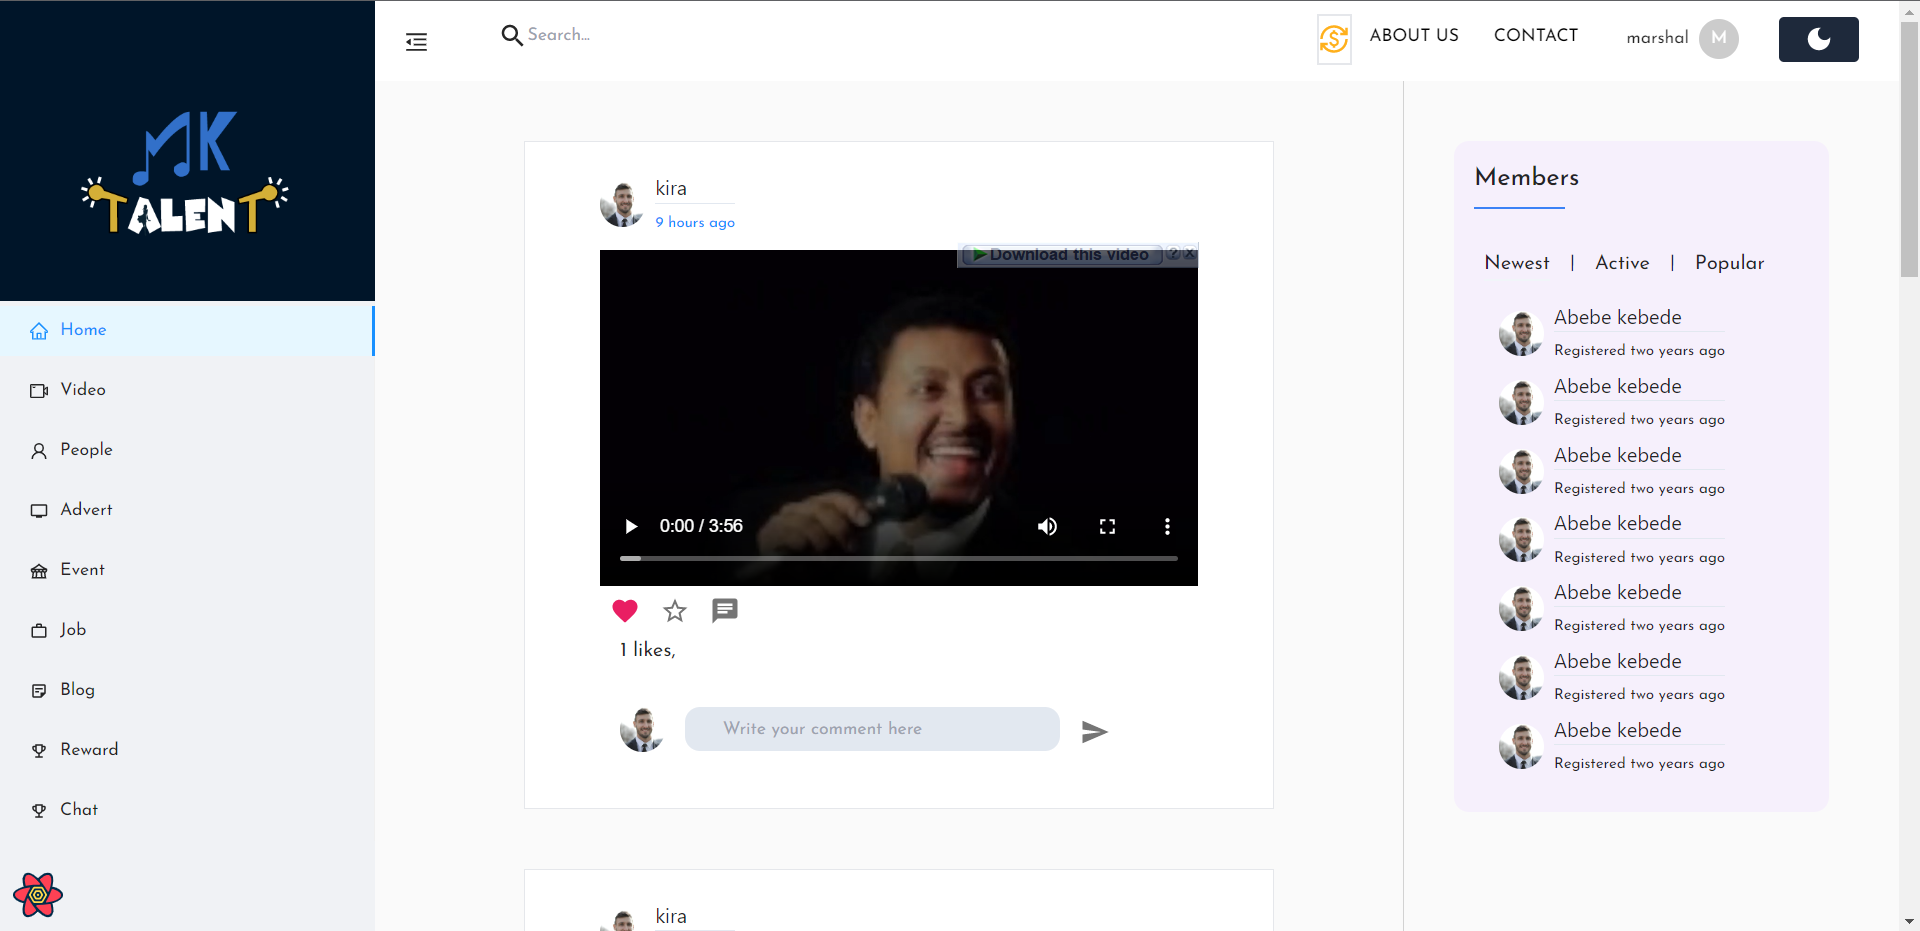 MK
TALENT
Home
Video
People
Advert
Event
Job
Blog
Reward
Chat
Search...
$
ABOUT US
CONTACT
marshal
M
kira
9 hours ago
Download this video
?
x
0:00 / 3:56
1 likes,
Write your comment here
kira
Members
Newest | Active | Popular
Abebe kebede
Registered two years ago
Abebe kebede
Registered two years ago
Abebe kebede
Registered two years ago
Abebe kebede
Registered two years ago
Abebe kebede
Registered two years ago
Abebe kebede
Registered two years ago
Abebe kebede
Registered two years ago